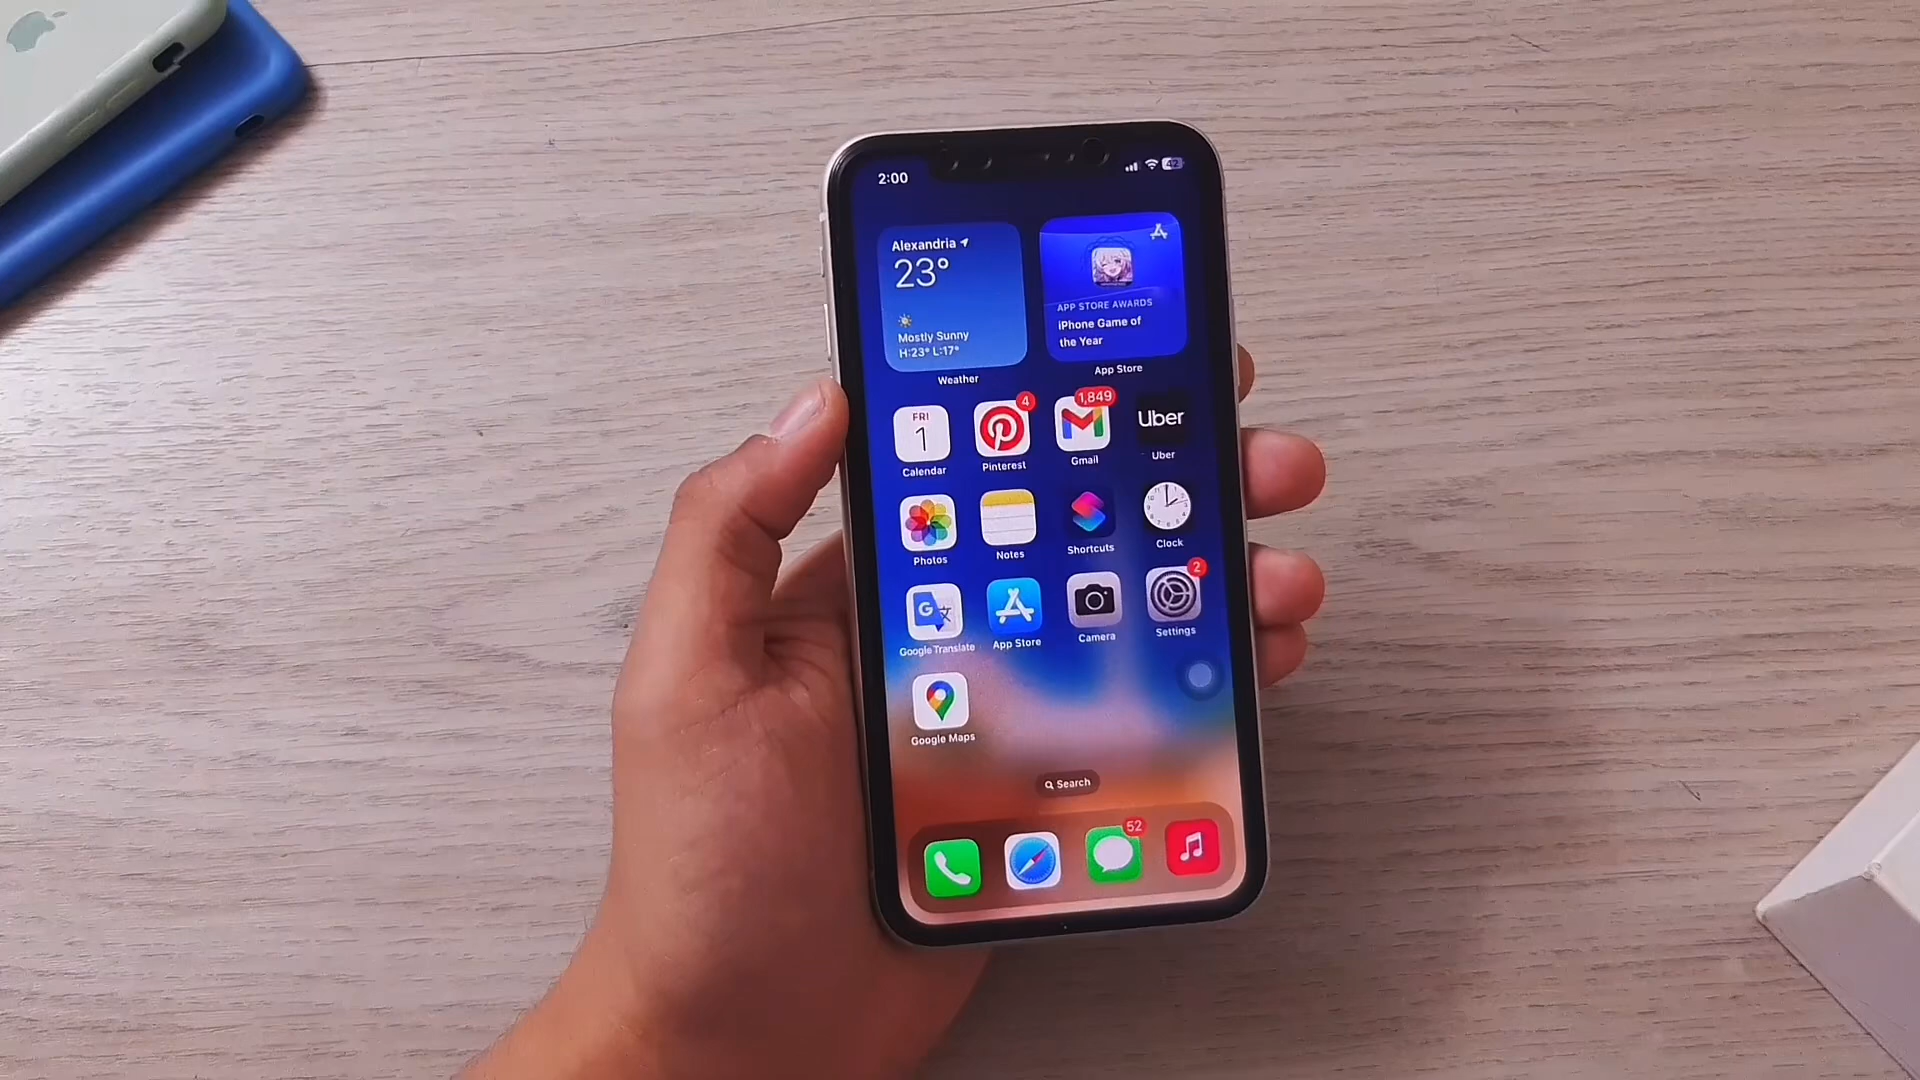 2:00
42
Alexandria
23°
Mostly Sunny
H:23° L:17°
Weather
APP STORE AWARDS
iPhone Game of
the Year
App Store
FRI
1
Calendar
4
Pinterest
1,849
Gmail
Uber
Uber
Photos
Notes
Shortcuts
Clock
G
Google Translate
App Store
Camera
2
Settings
Google Maps
Search
52